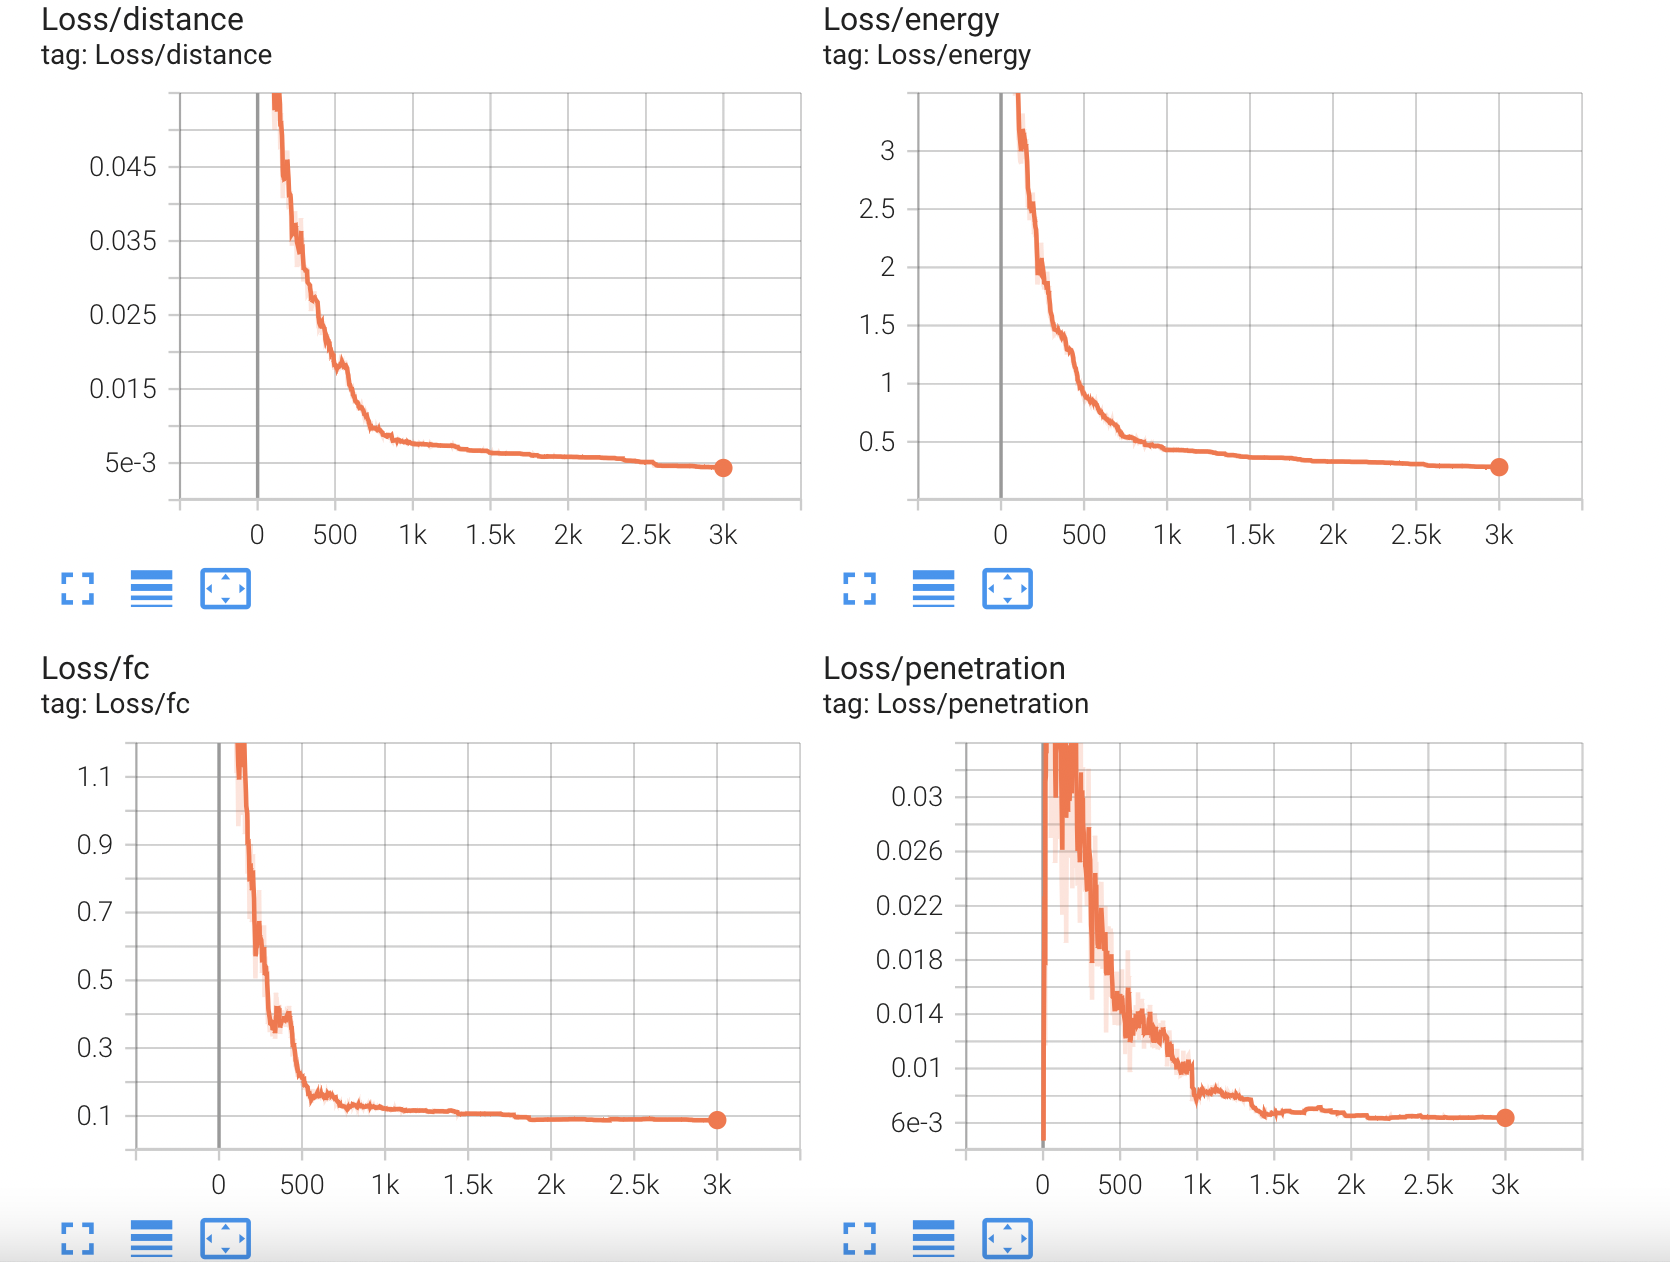 Loss/distance
tag: Loss/distance
0.045
0.035
0.025
0.015
5e-3
0 500 1k 1.5k 2k 2.5k 3k
Loss/energy
tag: Loss/energy
3
2.5
2
1.5
1
0.5
0 500 1k 1.5k 2k 2.5k 3k
Loss/fc
tag: Loss/fc
1.1
0.9
0.7
0.5
0.3
0.1
0 500 1k 1.5k 2k 2.5k 3k
Loss/penetration
tag: Loss/penetration
0.03
0.026
0.022
0.018
0.014
0.01
6e-3
0 500 1k 1.5k 2k 2.5k 3k